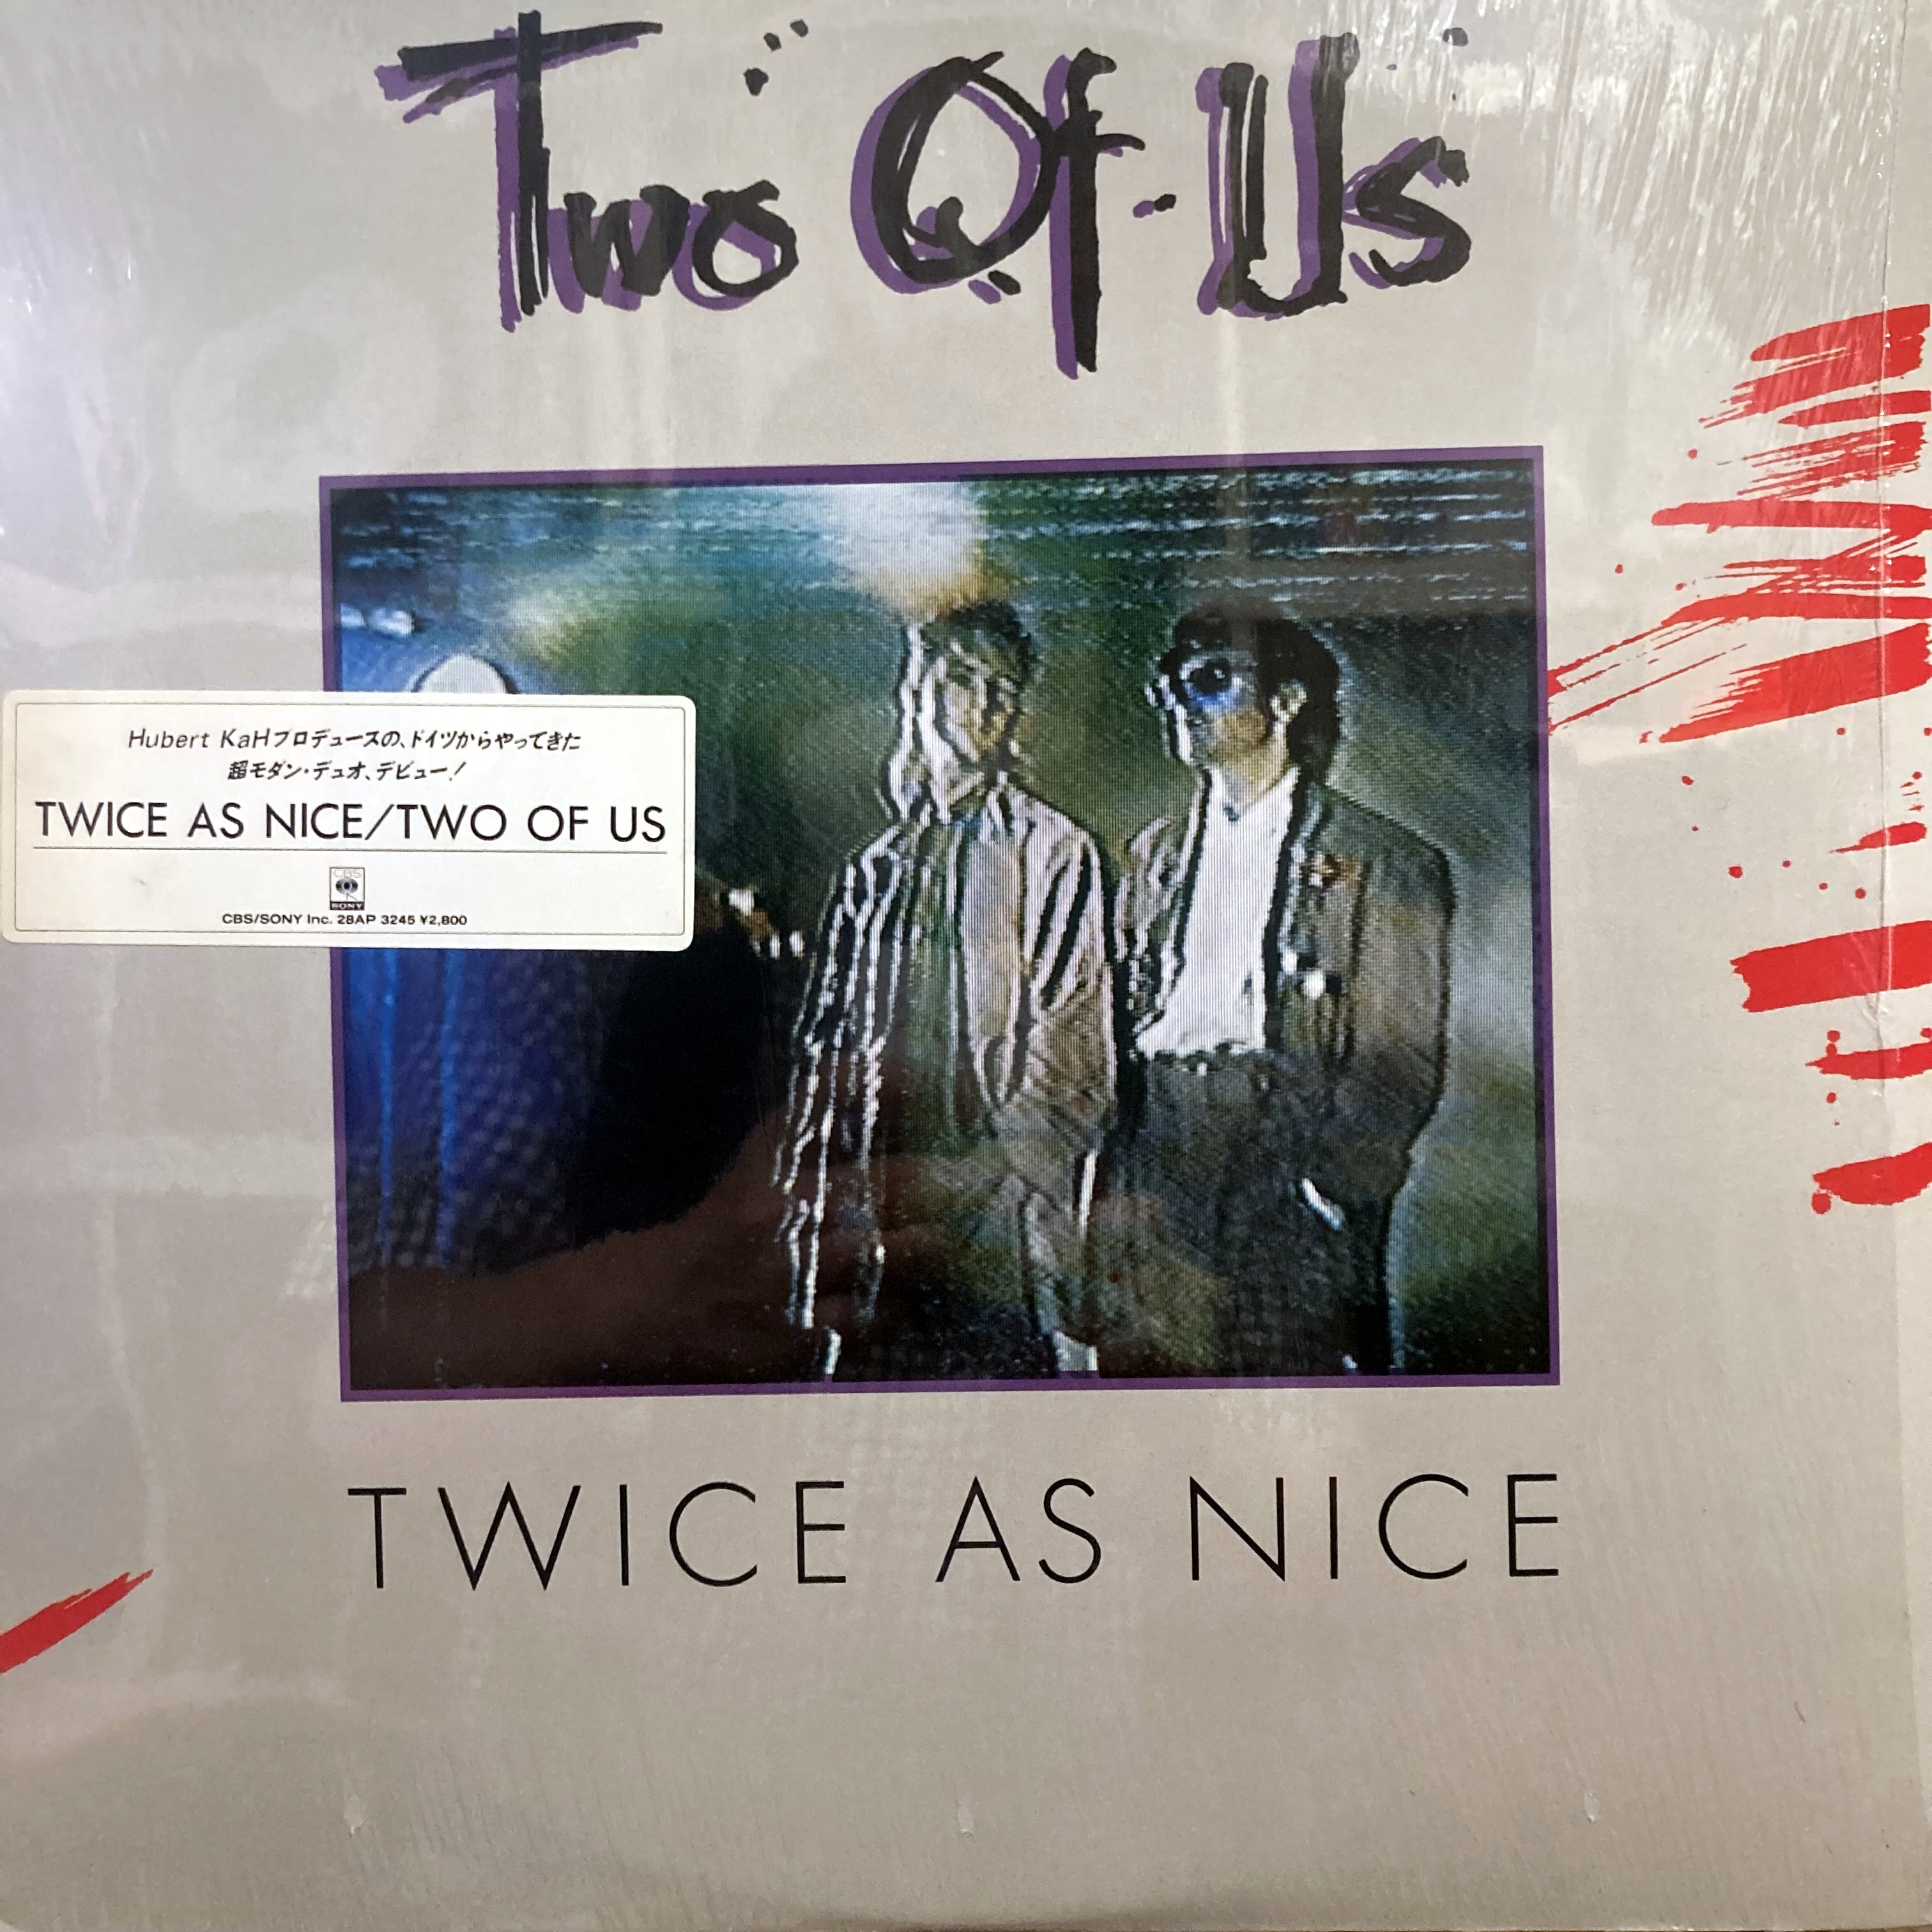 Two Of Us
Hubert KaHプロデュースの、ドイツからやってきた
超モダン・デュオ、デビュー!
TWICE AS NICE/TWO OF US
CBS
SONY
CBS/SONY Inc. 28AP 3245 ¥2,800
TWICE AS NICE